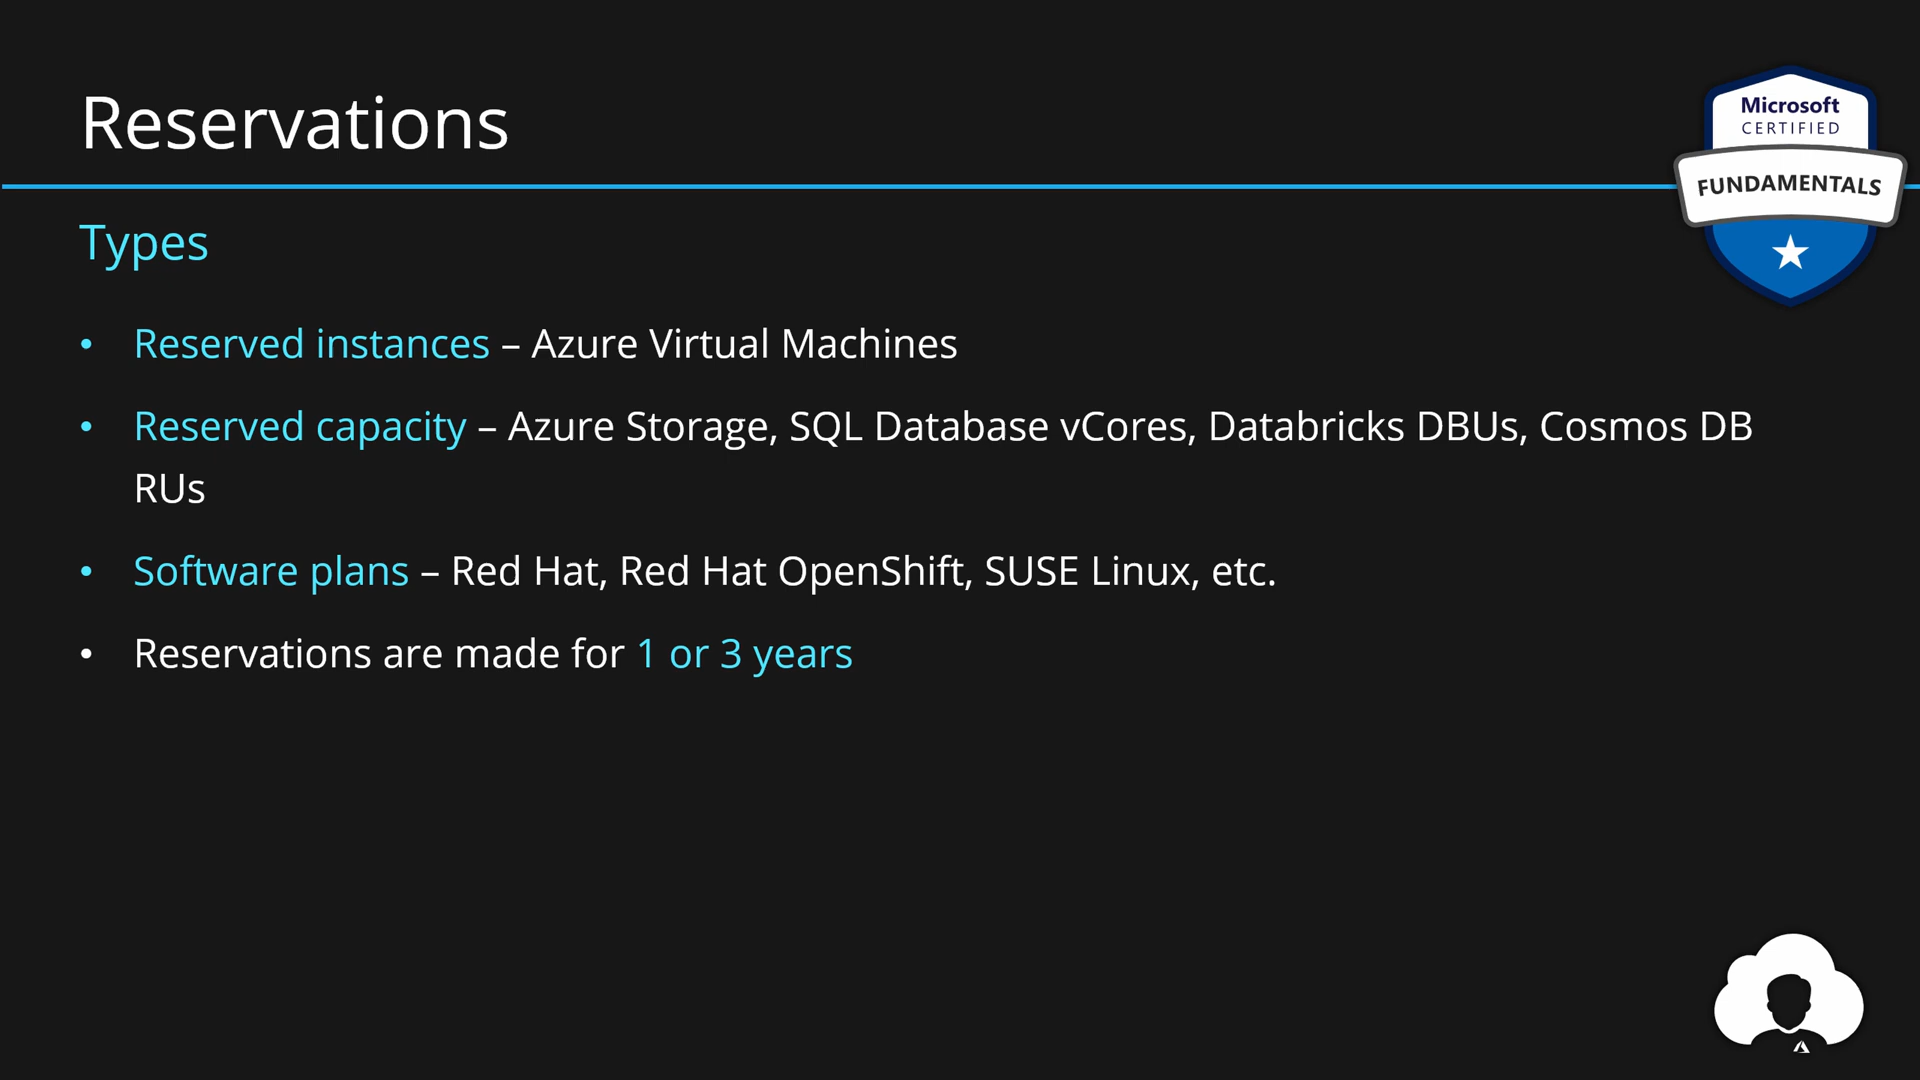 Reservations
Microsoft
CERTIFIED
FUNDAMENTALS
Types
• Reserved instances – Azure Virtual Machines
• Reserved capacity – Azure Storage, SQL Database vCores, Databricks DBUs, Cosmos DB
RUs
• Software plans – Red Hat, Red Hat OpenShift, SUSE Linux, etc.
• Reservations are made for 1 or 3 years